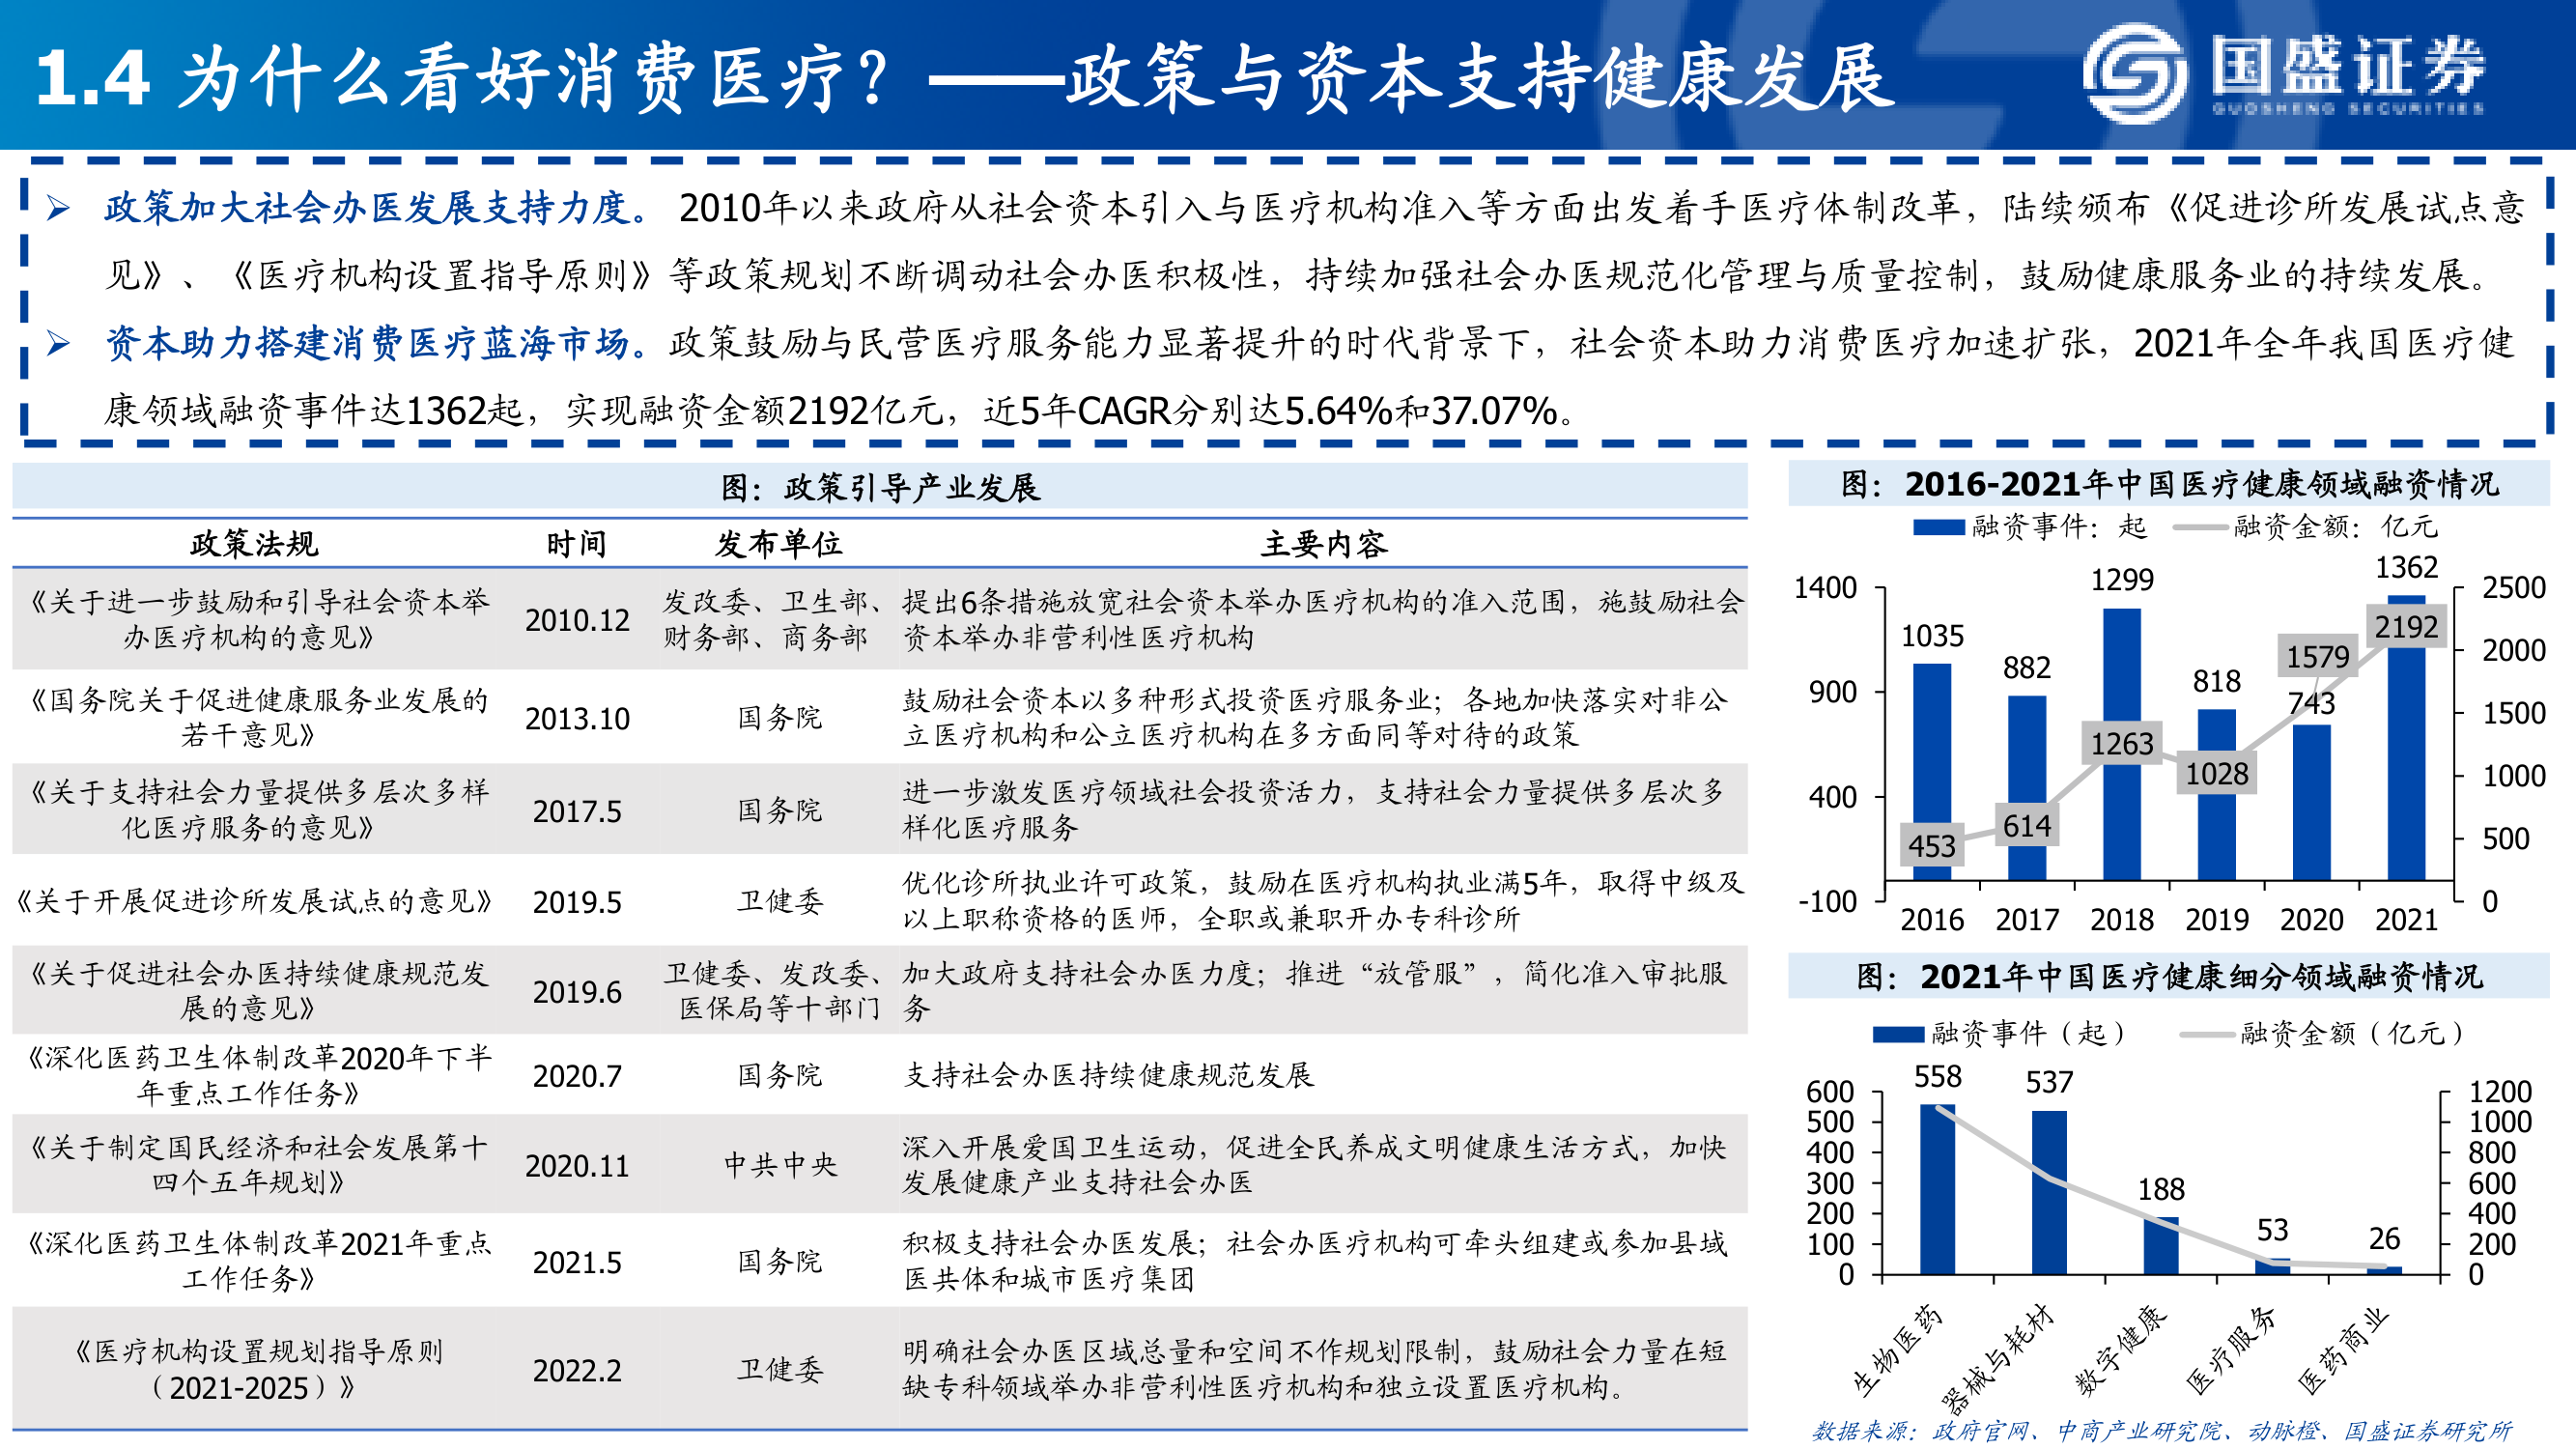 1.4 为什么看好消费医疗？——政策与资本支持健康发展
国盛证券
GUOSHENG SECURITIES
政策加大社会办医发展支持力度。 2010年以来政府从社会资本引入与医疗机构准入等方面出发着手医疗体制改革，陆续颁布《促进诊所发展试点意
见》、《医疗机构设置指导原则》等政策规划不断调动社会办医积极性，持续加强社会办医规范化管理与质量控制，鼓励健康服务业的持续发展。
资本助力搭建消费医疗蓝海市场。政策鼓励与民营医疗服务能力显著提升的时代背景下，社会资本助力消费医疗加速扩张，2021年全年我国医疗健
康领域融资事件达1362起，实现融资金额2192亿元，近5年CAGR分别达5.64%和37.07%。
图：政策引导产业发展
政策法规 时间 发布单位 主要内容
《关于进一步鼓励和引导社会资本举
办医疗机构的意见》
2010.12
发改委、卫生部、
财务部、商务部
提出6条措施放宽社会资本举办医疗机构的准入范围，施鼓励社会
资本举办非营利性医疗机构
《国务院关于促进健康服务业发展的
若干意见》
2013.10
国务院
鼓励社会资本以多种形式投资医疗服务业；各地加快落实对非公
立医疗机构和公立医疗机构在多方面同等对待的政策
《关于支持社会力量提供多层次多样
化医疗服务的意见》
2017.5
国务院
进一步激发医疗领域社会投资活力，支持社会力量提供多层次多
样化医疗服务
《关于开展促进诊所发展试点的意见》
2019.5
卫健委
优化诊所执业许可政策，鼓励在医疗机构执业满5年，取得中级及
以上职称资格的医师，全职或兼职开办专科诊所
《关于促进社会办医持续健康规范发
展的意见》
2019.6
卫健委、发改委、
医保局等十部门
加大政府支持社会办医力度；推进“放管服”，简化准入审批服
务
《深化医药卫生体制改革2020年下半
年重点工作任务》
2020.7
国务院
支持社会办医持续健康规范发展
《关于制定国民经济和社会发展第十
四个五年规划》
2020.11
中共中央
深入开展爱国卫生运动，促进全民养成文明健康生活方式，加快
发展健康产业支持社会办医
《深化医药卫生体制改革2021年重点
工作任务》
2021.5
国务院
积极支持社会办医发展；社会办医疗机构可牵头组建或参加县域
医共体和城市医疗集团
《医疗机构设置规划指导原则
（2021-2025）》
2022.2
卫健委
明确社会办医区域总量和空间不作规划限制，鼓励社会力量在短
缺专科领域举办非营利性医疗机构和独立设置医疗机构。
图：2016-2021年中国医疗健康领域融资情况
融资事件：起 融资金额：亿元
1400
900
400
-100
1035
882
1299
818
743
1362
453
614
1263
1028
1579
2192
2500
2000
1500
1000
500
0
2016 2017 2018 2019 2020 2021
图：2021年中国医疗健康细分领域融资情况
融资事件（起） 融资金额（亿元）
600
500
400
300
200
100
0
558
537
188
53
26
1200
1000
800
600
400
200
0
生物医药
器械与耗材
数字健康
医疗服务
医药商业
数据来源：政府官网、中商产业研究院、动脉橙、国盛证券研究所